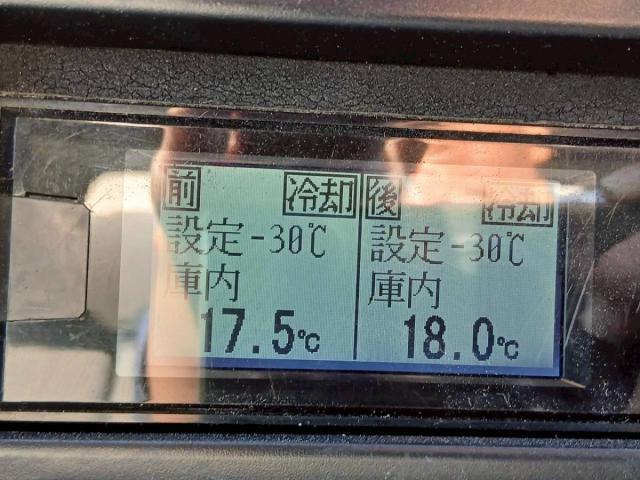 前 冷却 後 冷却
設定-30℃ 設定-30℃
庫内 庫内
17.5℃ 18.0℃